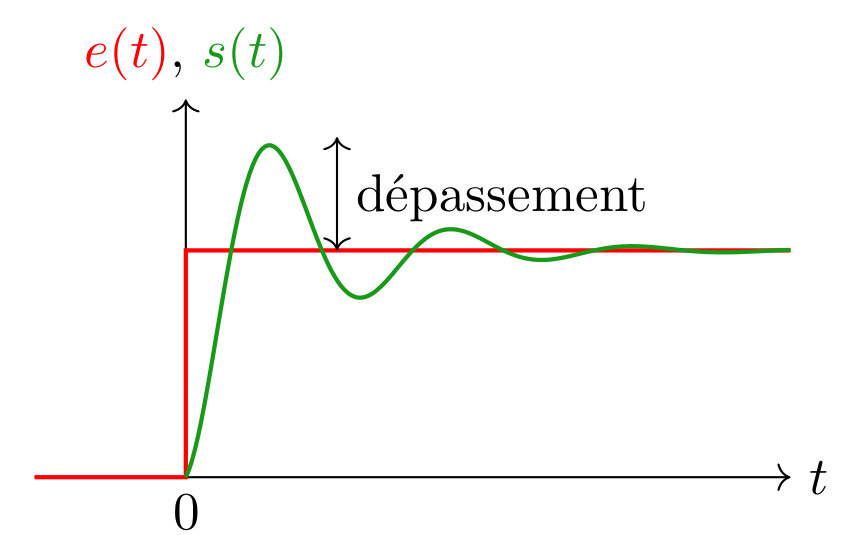 e(t), s(t)
dépassement
t
0